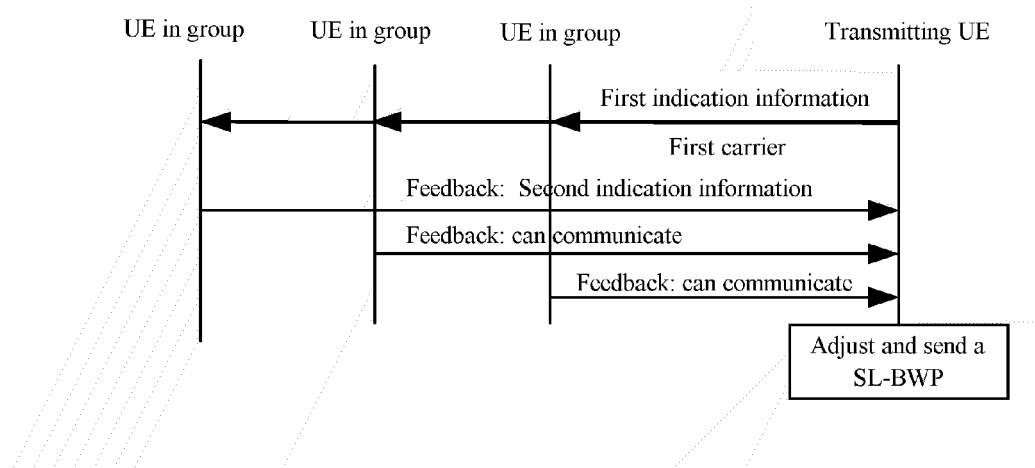 UE in group
UE in group
UE in group
Transmitting UE
First indication information
First carrier
Feedback: Second indication information
Feedback: can communicate
Feedback: can communicate
Adjust and send a
SL-BWP